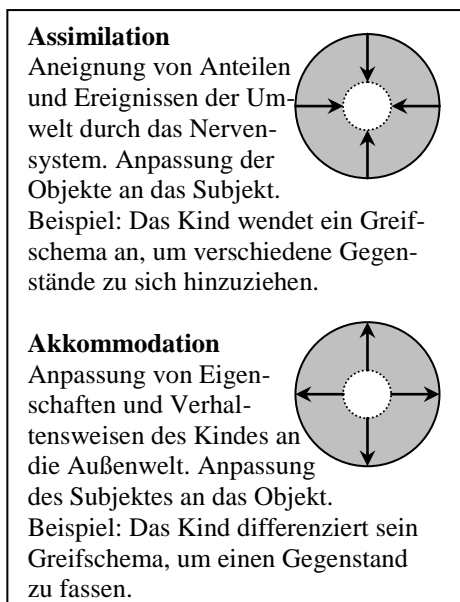 Assimilation
Aneignung von Anteilen
und Ereignissen der Um-
welt durch das Nerven-
system. Anpassung der
Objekte an das Subjekt.
Beispiel: Das Kind wendet ein Greif-
schema an, um verschiedene Gegen-
stände zu sich hinzuziehen.
Akkommodation
Anpassung von Eigen-
schaften und Verhal-
tensweisen des Kindes an
die Außenwelt. Anpassung
des Subjektes an das Objekt.
Beispiel: Das Kind differenziert sein
Greifschema, um einen Gegenstand
zu fassen.